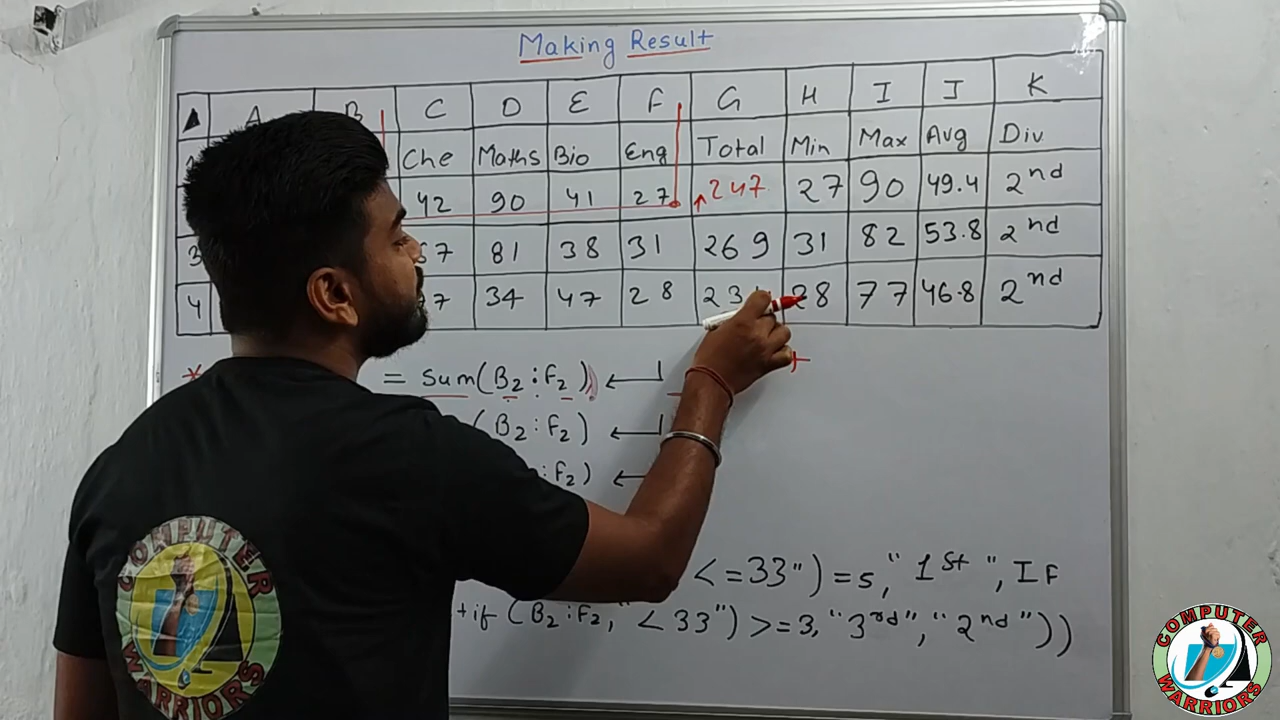 Making Result
A B C D E F G H I J K
Che Maths Bio Eng Total Min Max Avg Div
42 90 41 27 247 27 90 49.4 2nd
3 67 81 38 31 269 31 82 53.8 2nd
4 34 47 28 28 77 46.8 2nd
= Sum(B2:F2)
(B2:F2)
:F2)
<=33")=5,"1st",IF
tif(B2:F2,"<33")>=3,"3rd","2nd"))
COMPUTER
WARRIORS
COMPUTER
WARRIORS